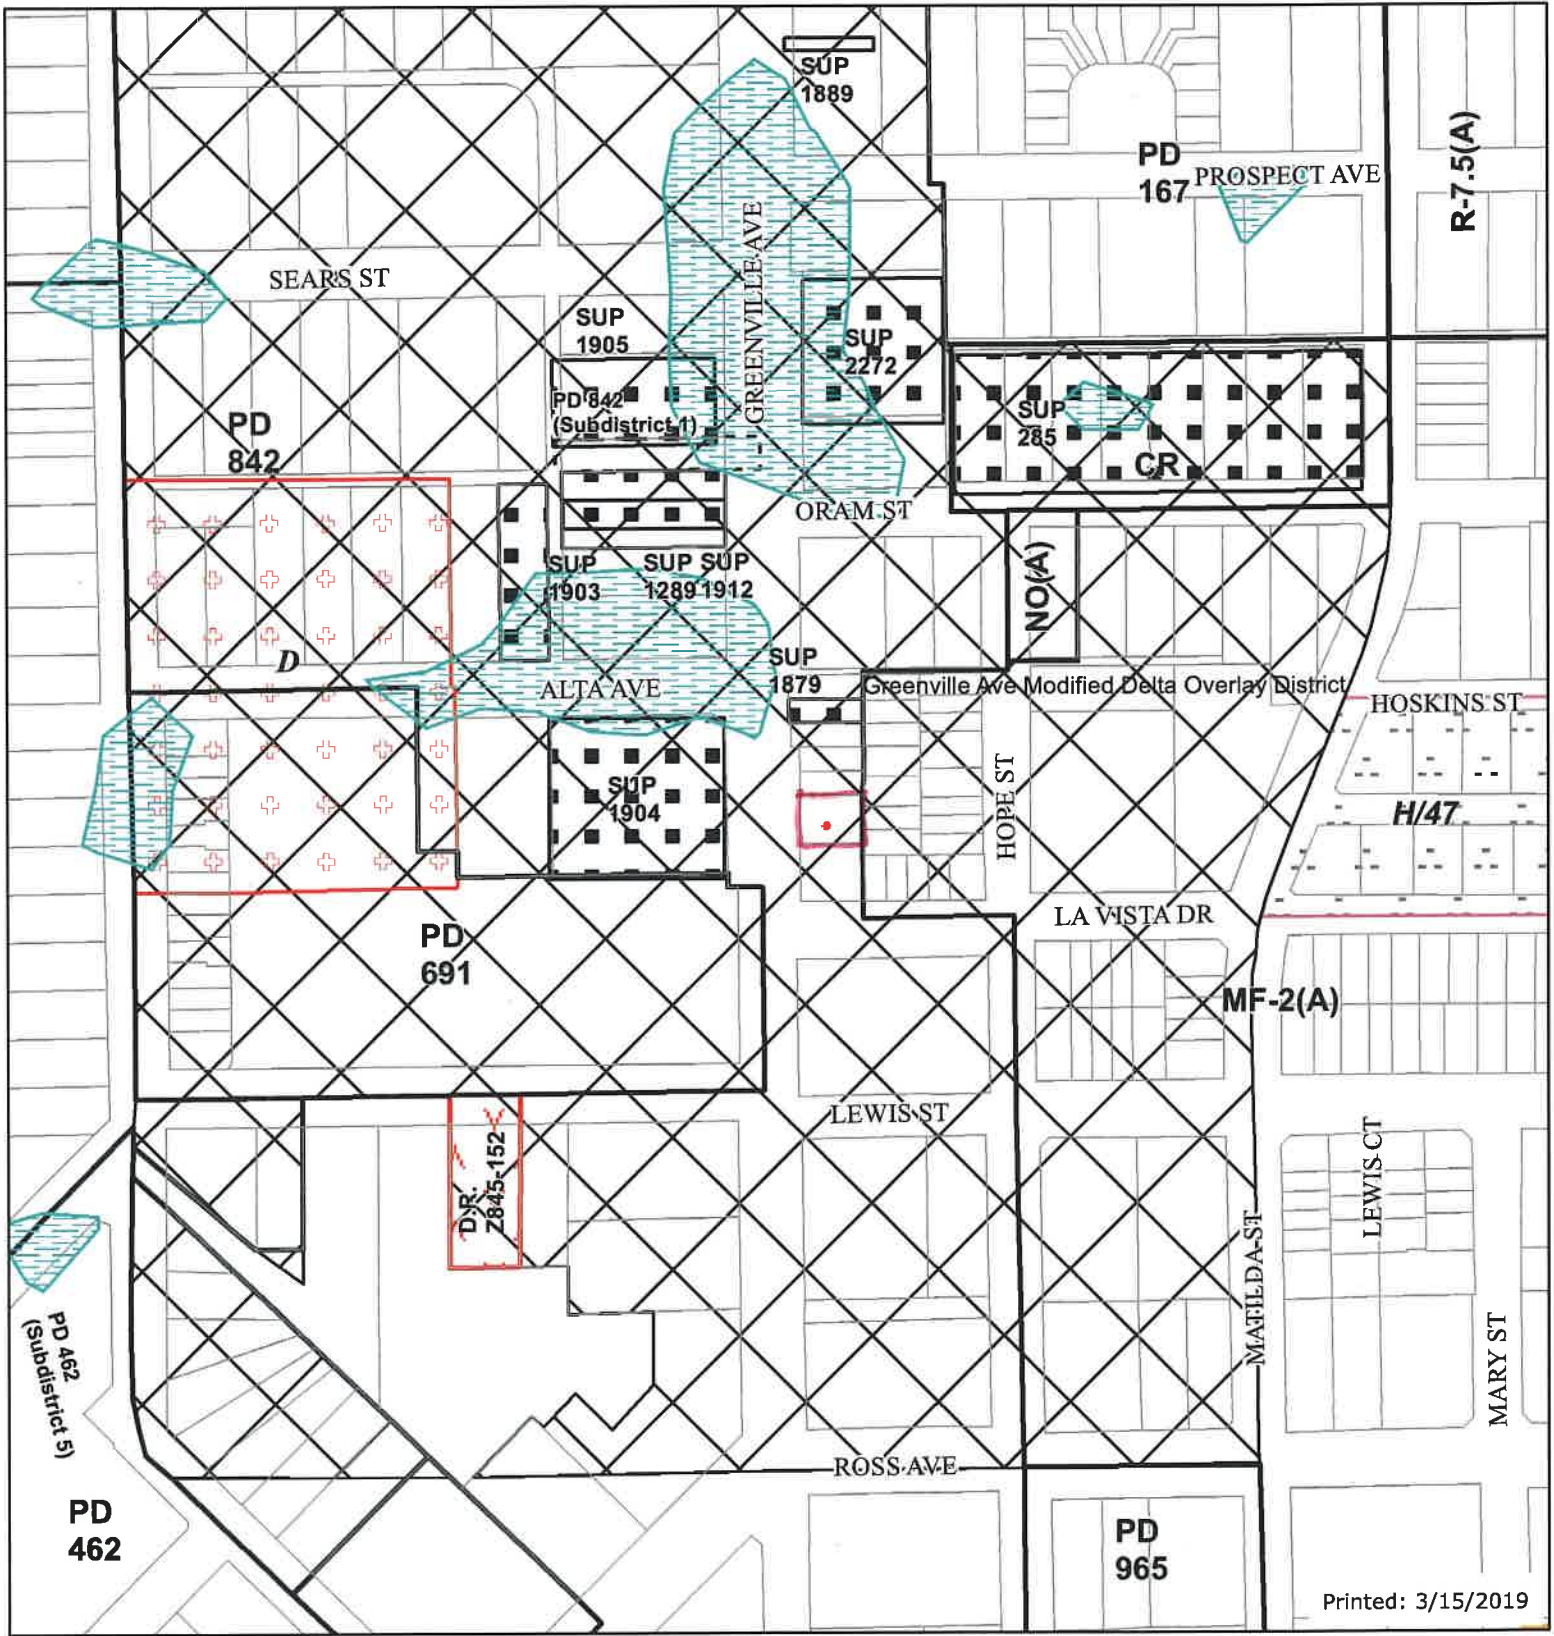 SUP
1889
PD
167
PROSPECT AVE
R-7.5(A)
GREENVILLE AVE
SEARS ST
SUP
1905
SUP
2272
PD 842
(Subdistrict 1)
SUP
285
CR
PD
842
ORAM ST
NO(A)
SUP
1903
SUP
1289
SUP
1912
D
ALTA AVE
SUP
1879
Greenville Ave Modified Delta Overlay District
HOSKINS ST
SUP
1904
HOPE ST
H/47
LA VISTA DR
PD
691
MF-2(A)
LEWIS ST
D.R.
Z845-152
LEWIS CT
MATILDA ST
MARY ST
PD 462
(Subdistrict 5)
ROSS AVE
PD
462
PD
965
Printed: 3/15/2019